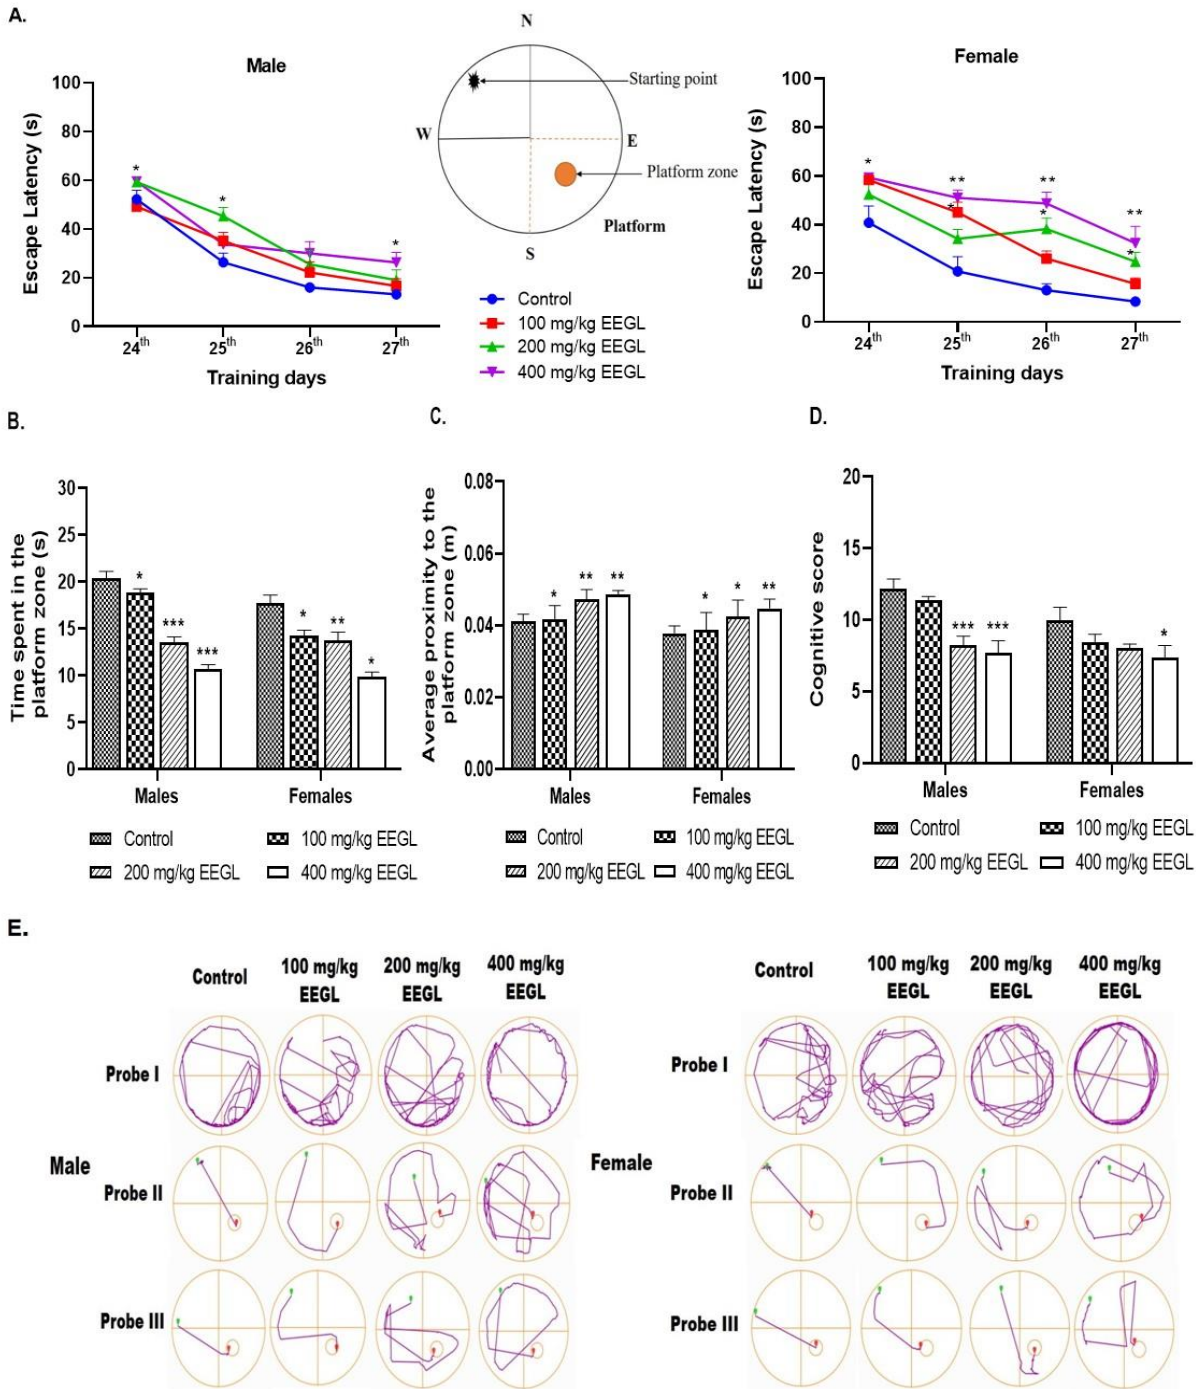 A.
Male
100
80
60
40
20
0
Escape Latency (s)
*
*
*
24th
25th
26th
27th
Training days
N
W
E
S
Starting point
Platform zone
Platform
Control
100 mg/kg EEGL
200 mg/kg EEGL
400 mg/kg EEGL
Female
100
80
60
40
20
0
Escape Latency (s)
*
**
*
**
*
**
*
24th
25th
26th
27th
Training days
B.
30
25
20
15
10
5
0
Time spent in the
platform zone (s)
*
***
***
*
**
*
Males
Females
Control
100 mg/kg EEGL
200 mg/kg EEGL
400 mg/kg EEGL
C.
0.08
0.06
0.04
0.02
0.00
Average proximity to the
platform zone (m)
*
**
**
*
*
**
Males
Females
Control
100 mg/kg EEGL
200 mg/kg EEGL
400 mg/kg EEGL
D.
20
15
10
5
0
Cognitive score
***
***
*
Males
Females
Control
100 mg/kg EEGL
200 mg/kg EEGL
400 mg/kg EEGL
E.
Control
100 mg/kg
EEGL
200 mg/kg
EEGL
400 mg/kg
EEGL
Probe I
Male
Probe II
Probe III
Control
100 mg/kg
EEGL
200 mg/kg
EEGL
400 mg/kg
EEGL
Probe I
Female
Probe II
Probe III